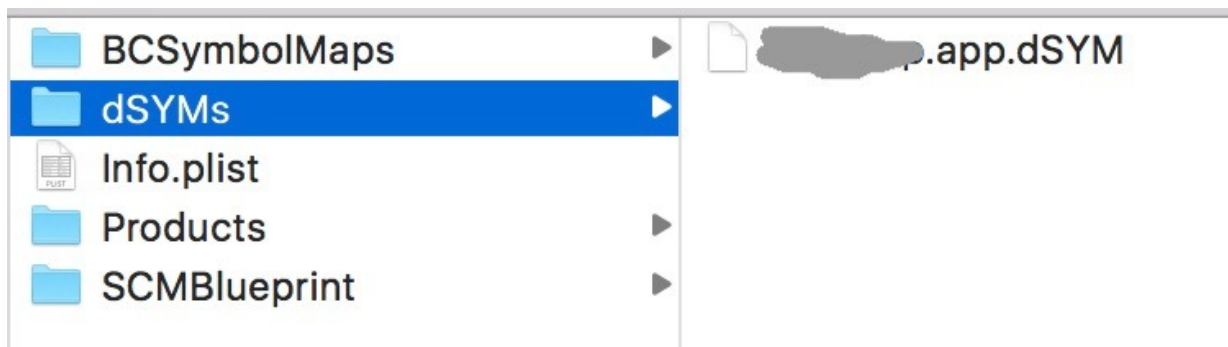 BCSymbolMaps
dSYMs
Info.plist
PLIST
Products
SCMBlueprint
.app.dSYM